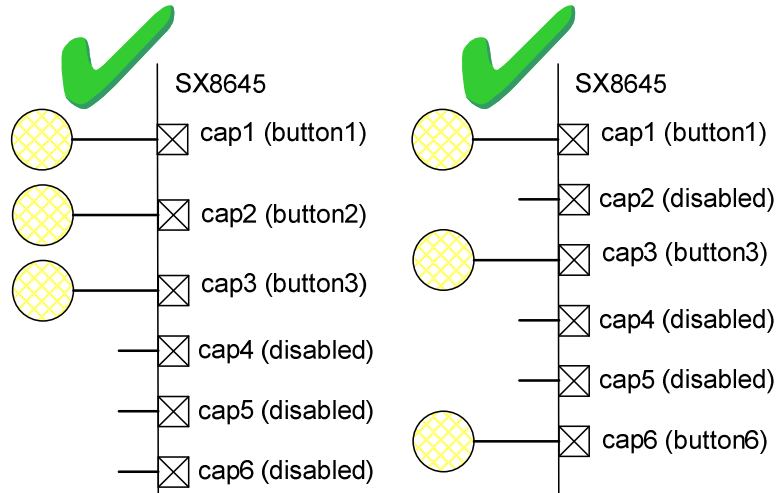 SX8645
cap1 (button1)
cap2 (button2)
cap3 (button3)
cap4 (disabled)
cap5 (disabled)
cap6 (disabled)
SX8645
cap1 (button1)
cap2 (disabled)
cap3 (button3)
cap4 (disabled)
cap5 (disabled)
cap6 (button6)